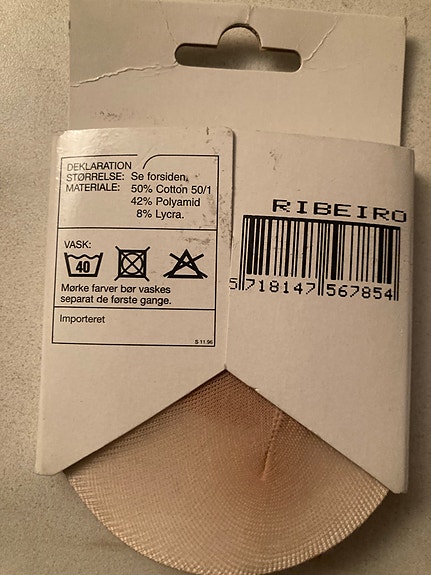 DEKLARATION
STØRRELSE: Se forsiden.
MATERIALE: 50% Cotton 50/1
42% Polyamid
8% Lycra.
VASK:
40
Mørke farver bør vaskes
separat de første gange.
Importeret
S 11.96
RIBEIRO
5 718147 567854